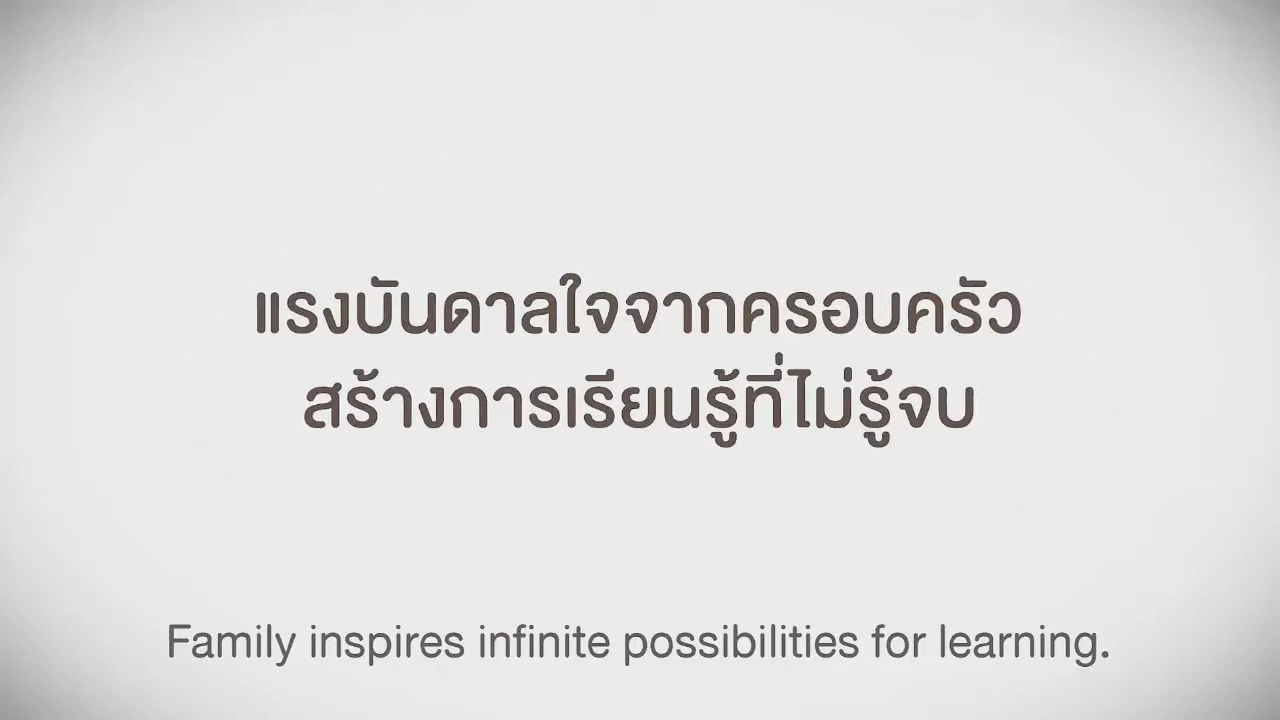 แรงบันดาลใจจากครอบครัว
สร้างการเรียนรู้ที่ไม่รู้จบ
Family inspires infinite possibilities for learning.